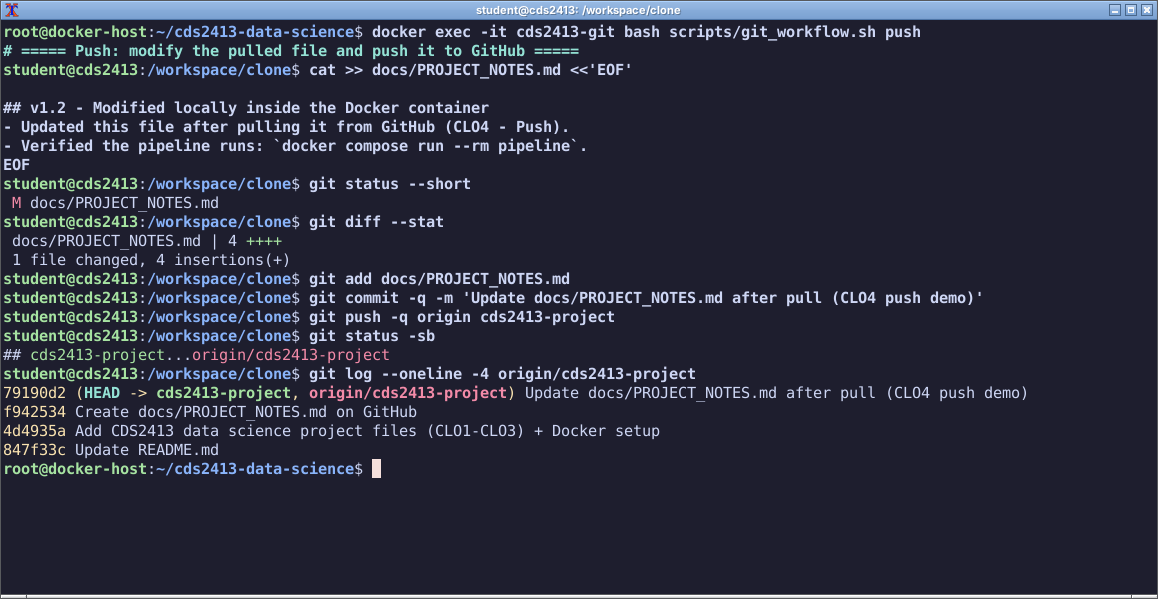 student@cds2413: /workspace/clone
root@docker-host:~/cds2413-data-science$ docker exec -it cds2413-git bash scripts/git_workflow.sh push
# ===== Push: modify the pulled file and push it to GitHub =====
student@cds2413:/workspace/clone$ cat >> docs/PROJECT_NOTES.md <<'EOF'
## v1.2 - Modified locally inside the Docker container
- Updated this file after pulling it from GitHub (CLO4 - Push).
- Verified the pipeline runs: `docker compose run --rm pipeline`.
EOF
student@cds2413:/workspace/clone$ git status --short
 M docs/PROJECT_NOTES.md
student@cds2413:/workspace/clone$ git diff --stat
 docs/PROJECT_NOTES.md | 4 ++++
 1 file changed, 4 insertions(+)
student@cds2413:/workspace/clone$ git add docs/PROJECT_NOTES.md
student@cds2413:/workspace/clone$ git commit -q -m 'Update docs/PROJECT_NOTES.md after pull (CLO4 push demo)'
student@cds2413:/workspace/clone$ git push -q origin cds2413-project
student@cds2413:/workspace/clone$ git status -sb
## cds2413-project...origin/cds2413-project
student@cds2413:/workspace/clone$ git log --oneline -4 origin/cds2413-project
79190d2 (HEAD -> cds2413-project, origin/cds2413-project) Update docs/PROJECT_NOTES.md after pull (CLO4 push demo)
f942534 Create docs/PROJECT_NOTES.md on GitHub
4d4935a Add CDS2413 data science project files (CLO1-CLO3) + Docker setup
847f33c Update README.md
root@docker-host:~/cds2413-data-science$